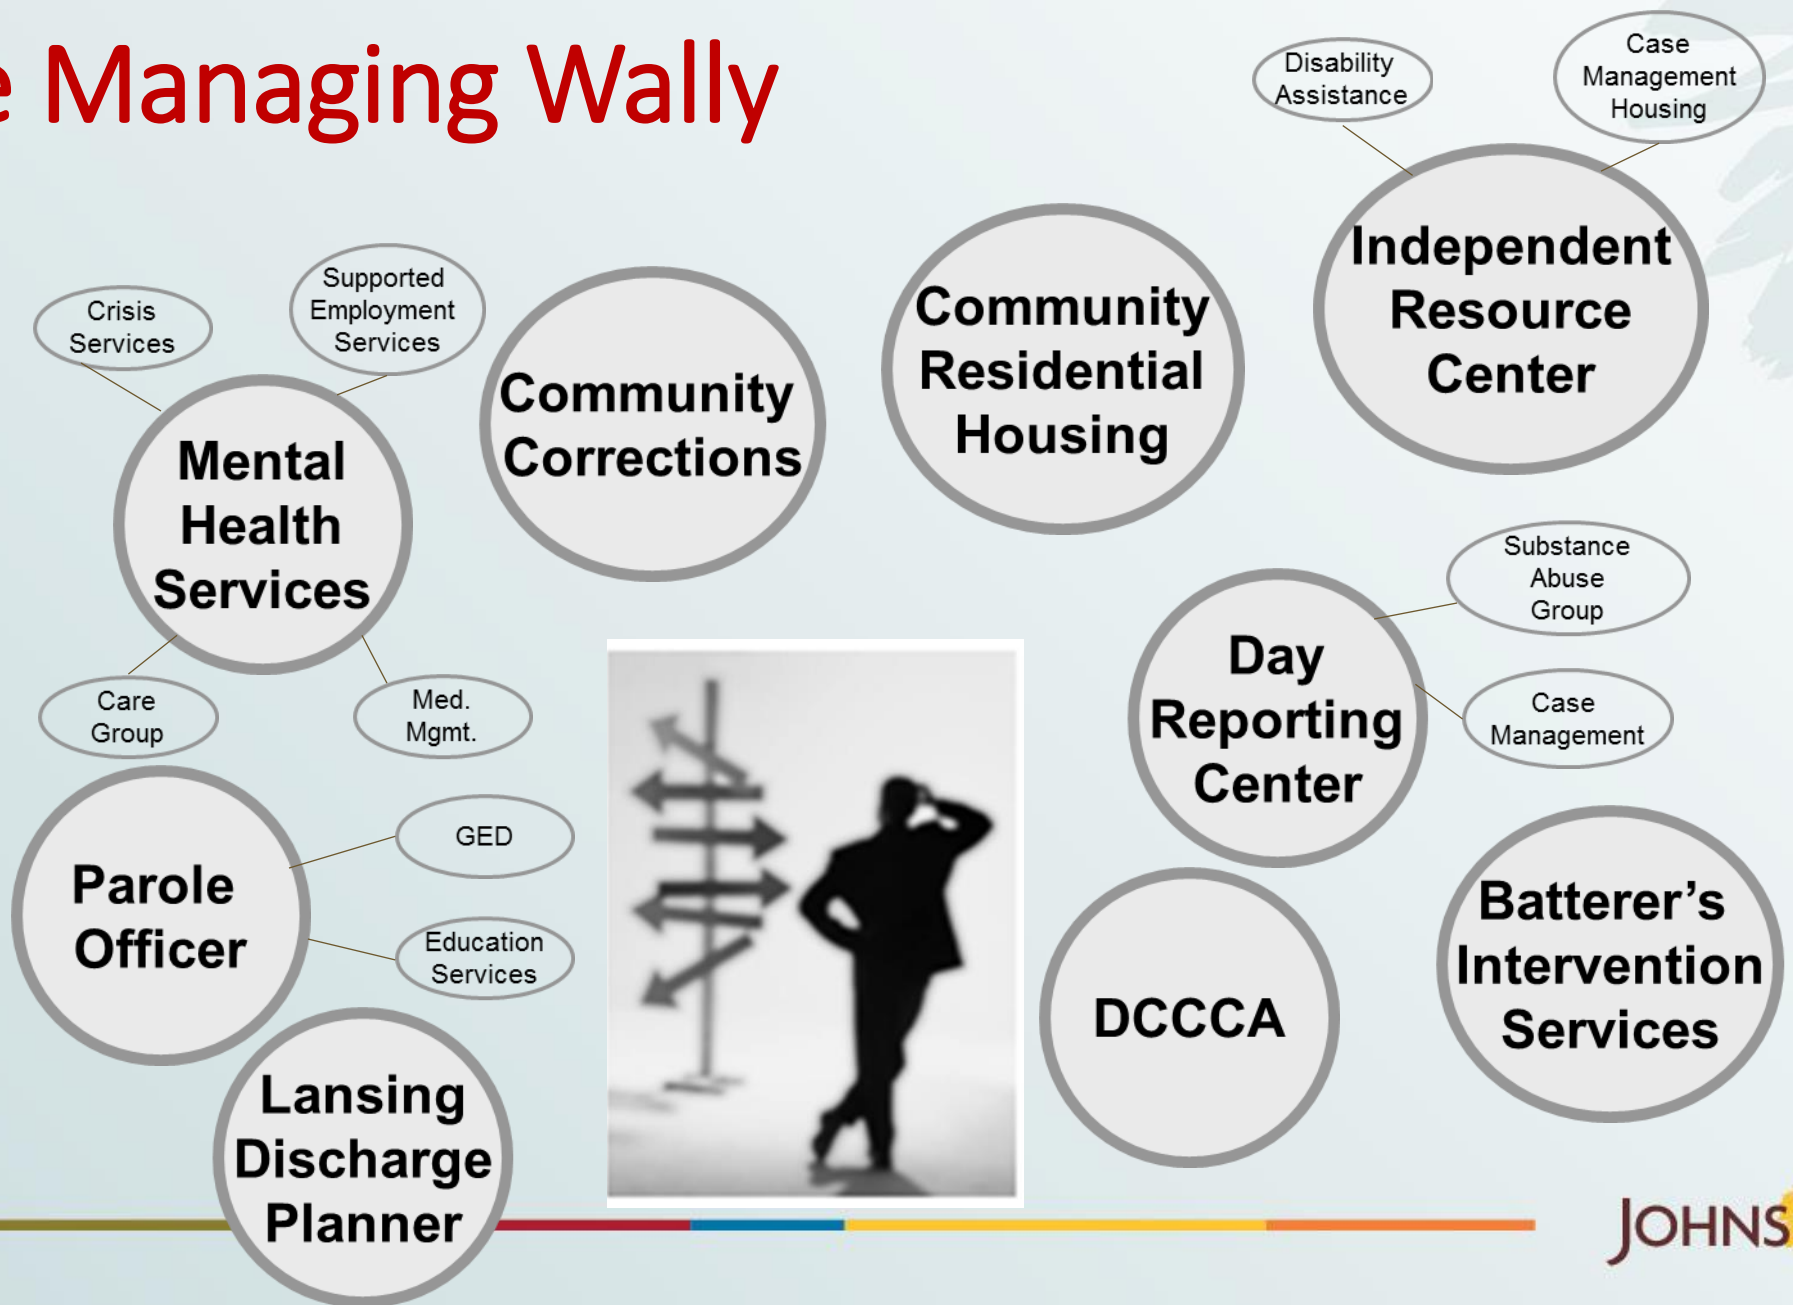 e Managing Wally
Disability
Assistance
Case
Management
Housing
Independent
Resource
Center
Community
Residential
Housing
Supported
Employment
Services
Crisis
Services
Community
Corrections
Mental
Health
Services
Care
Group
Med.
Mgmt.
Substance
Abuse
Group
Day
Reporting
Center
Case
Management
Parole
Officer
GED
Education
Services
Batterer’s
Intervention
Services
DCCCA
Lansing
Discharge
Planner
JOHNS